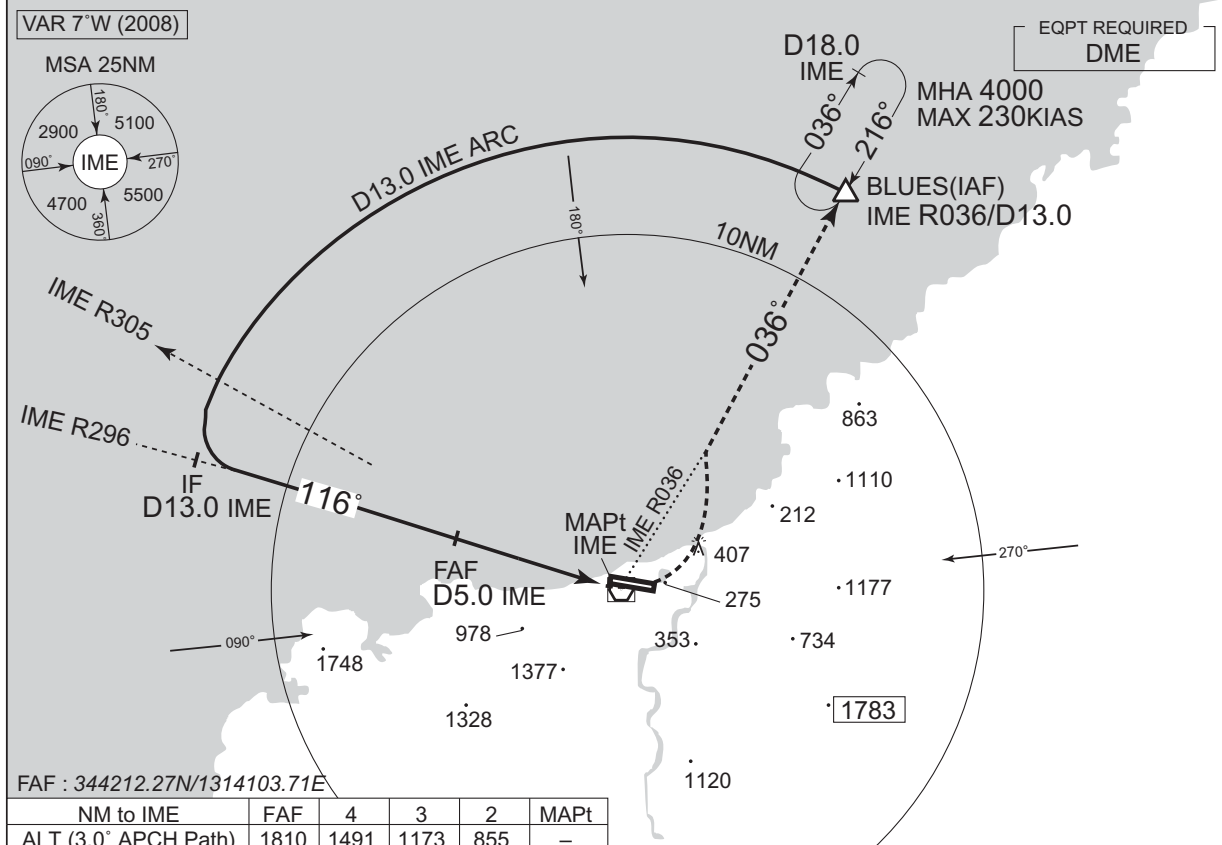 VAR 7°W (2008)
EQPT REQUIRED
DME
MSA 25NM
180°
2900
5100
090°
IME
270°
4700
5500
360°
D18.0
IME
036°
216°
MHA 4000
MAX 230KIAS
D13.0 IME ARC
BLUES(IAF)
IME R036/D13.0
180°
10NM
036°
IME R305
IME R296
IF
D13.0 IME
116°
FAF
D5.0 IME
MAPt
IME
IME R036
863
1110
212
407
270°
275
1177
090°
978
353
734
1748
1377
1328
1783
1120
FAF : 344212.27N/1314103.71E
NM to IME FAF 4 3 2 MAPt
ALT (3.0° APCH Path) 1810 1491 1173 855 –